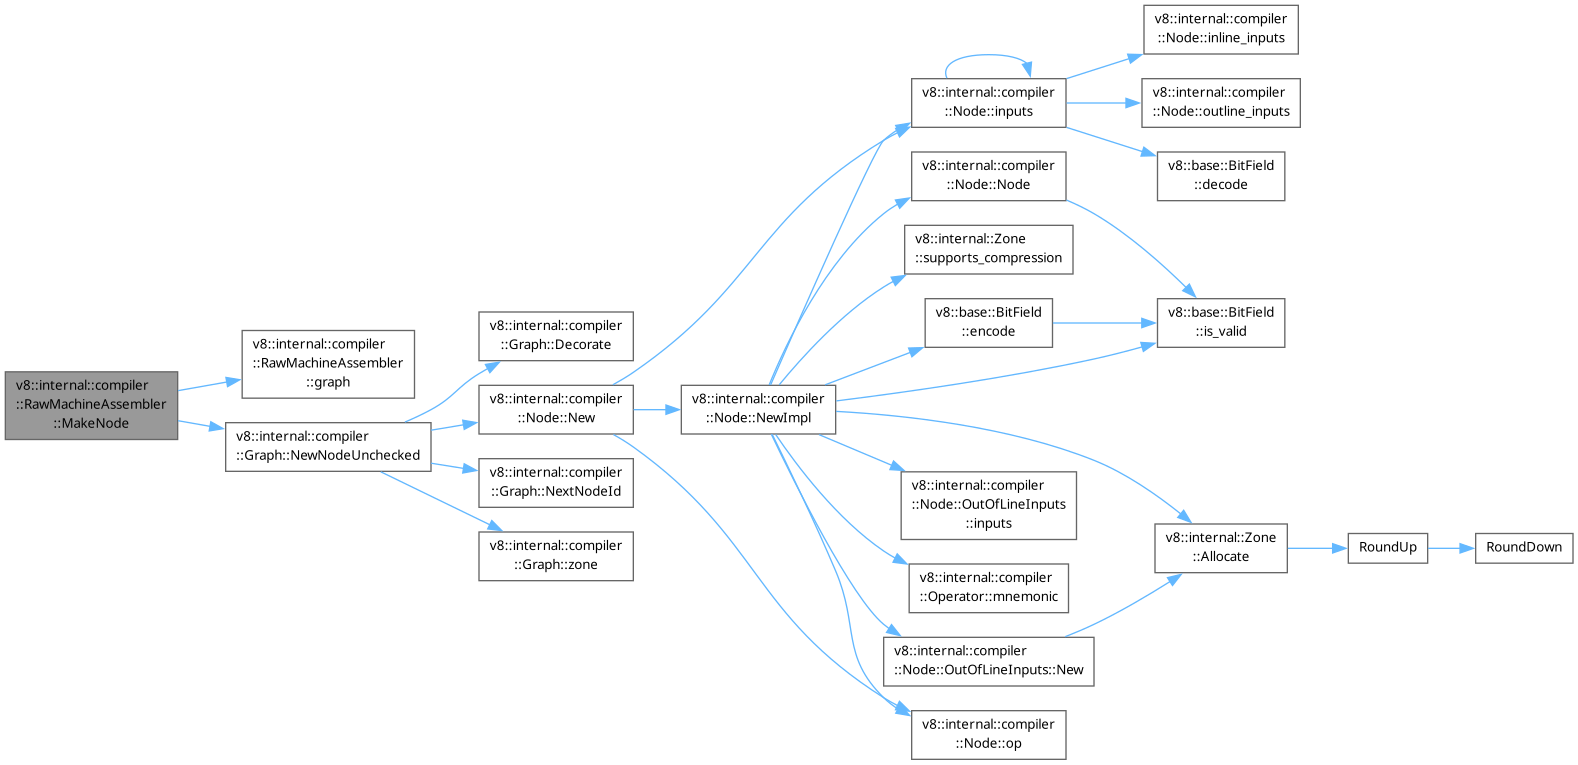 v8::internal::compiler
::RawMachineAssembler
::MakeNode
v8::internal::compiler
::RawMachineAssembler
::graph
v8::internal::compiler
::Graph::NewNodeUnchecked
v8::internal::compiler
::Graph::Decorate
v8::internal::compiler
::Node::New
v8::internal::compiler
::Graph::NextNodeId
v8::internal::compiler
::Graph::zone
v8::internal::compiler
::Node::NewImpl
v8::internal::compiler
::Node::inputs
v8::internal::compiler
::Node::Node
v8::internal::Zone
::supports_compression
v8::base::BitField
::encode
v8::internal::compiler
::Node::OutOfLineInputs
::inputs
v8::internal::compiler
::Operator::mnemonic
v8::internal::compiler
::Node::OutOfLineInputs::New
v8::internal::compiler
::Node::op
v8::internal::compiler
::Node::inline_inputs
v8::internal::compiler
::Node::outline_inputs
v8::base::BitField
::decode
v8::base::BitField
::is_valid
v8::internal::Zone
::Allocate
RoundUp
RoundDown